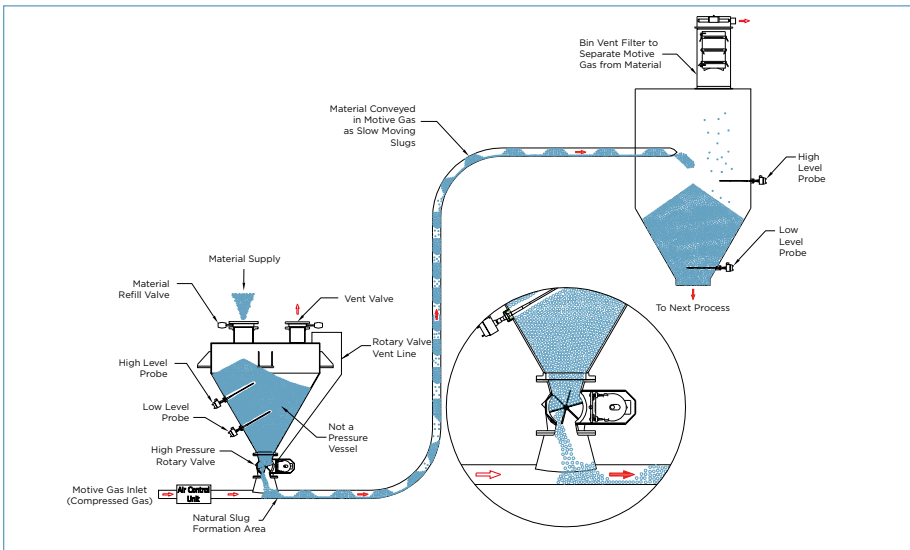 Bin Vent Filter to
Separate Motive
Gas from Material
Material Conveyed
in Motive Gas
as Slow Moving
Slugs
High
Level
Probe
Low
Level
Probe
To Next Process
Material Supply
Material
Refill Valve
Vent Valve
Rotary Valve
Vent Line
High Level
Probe
Low Level
Probe
Not a
Pressure
Vessel
High Pressure
Rotary Valve
Motive Gas Inlet
(Compressed Gas)
Air Control
Unit
Natural Slug
Formation Area